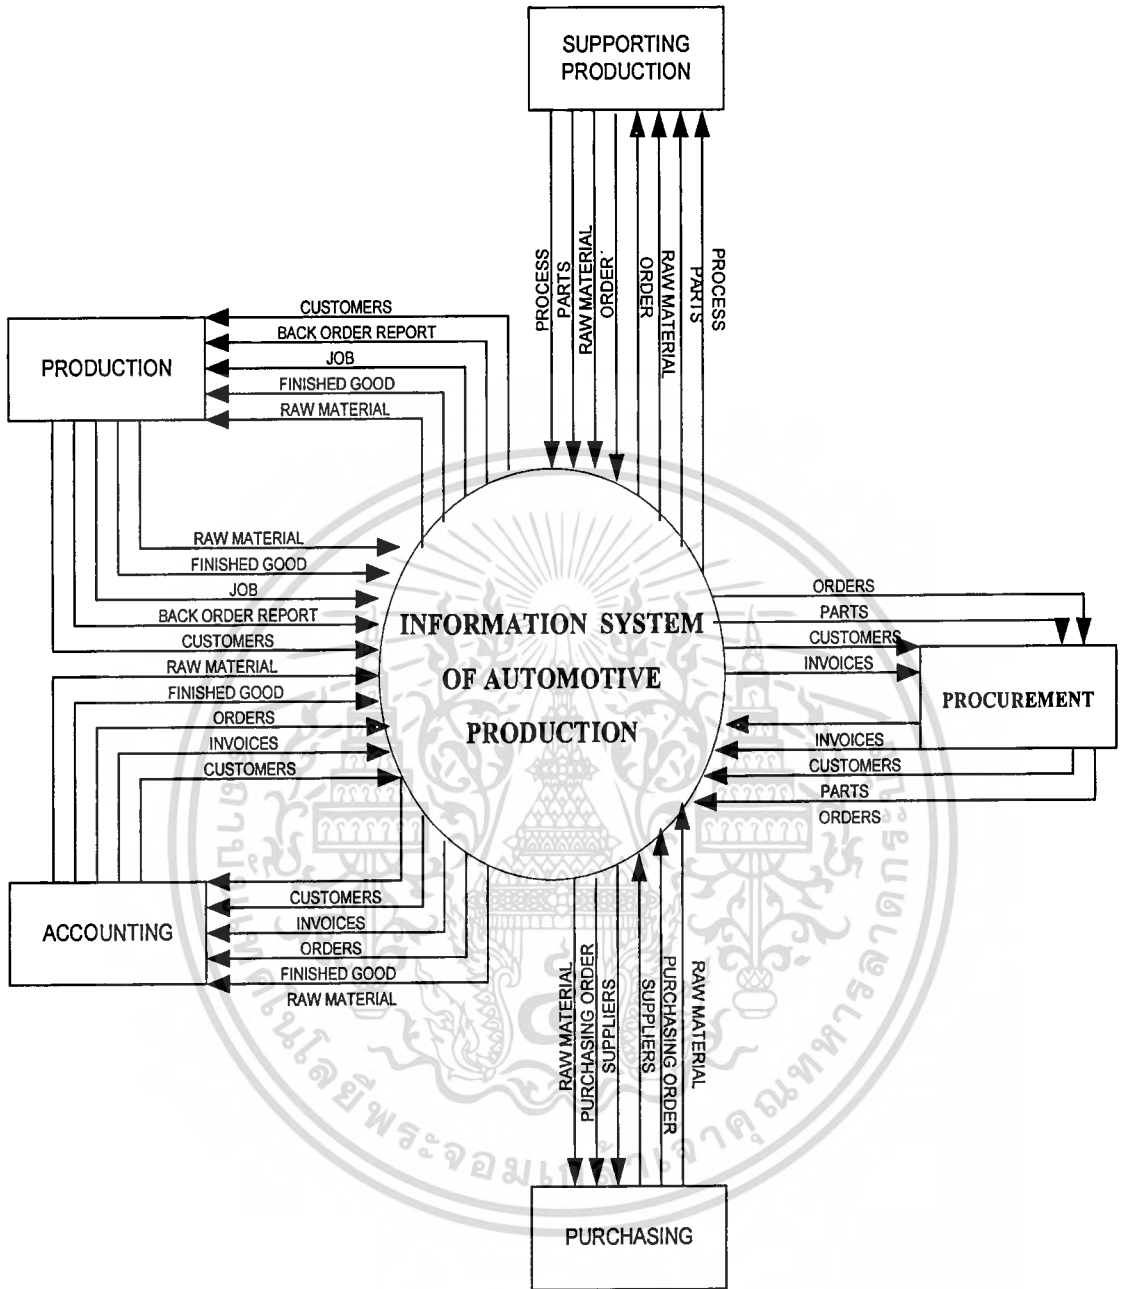 SUPPORTING
PRODUCTION
PROCESS
PARTS
RAW MATERIAL
ORDER
ORDER
RAW MATERIAL
PARTS
PROCESS
CUSTOMERS
BACK ORDER REPORT
JOB
FINISHED GOOD
RAW MATERIAL
PRODUCTION
RAW MATERIAL
FINISHED GOOD
JOB
BACK ORDER REPORT
CUSTOMERS
RAW MATERIAL
FINISHED GOOD
ORDERS
INVOICES
CUSTOMERS
INFORMATION SYSTEM
OF AUTOMOTIVE
PRODUCTION
ORDERS
PARTS
CUSTOMERS
INVOICES
PROCUREMENT
INVOICES
CUSTOMERS
PARTS
ORDERS
ACCOUNTING
CUSTOMERS
INVOICES
ORDERS
FINISHED GOOD
RAW MATERIAL
RAW MATERIAL
PURCHASING ORDER
SUPPLIERS
SUPPLIERS
PURCHASING ORDER
RAW MATERIAL
PURCHASING